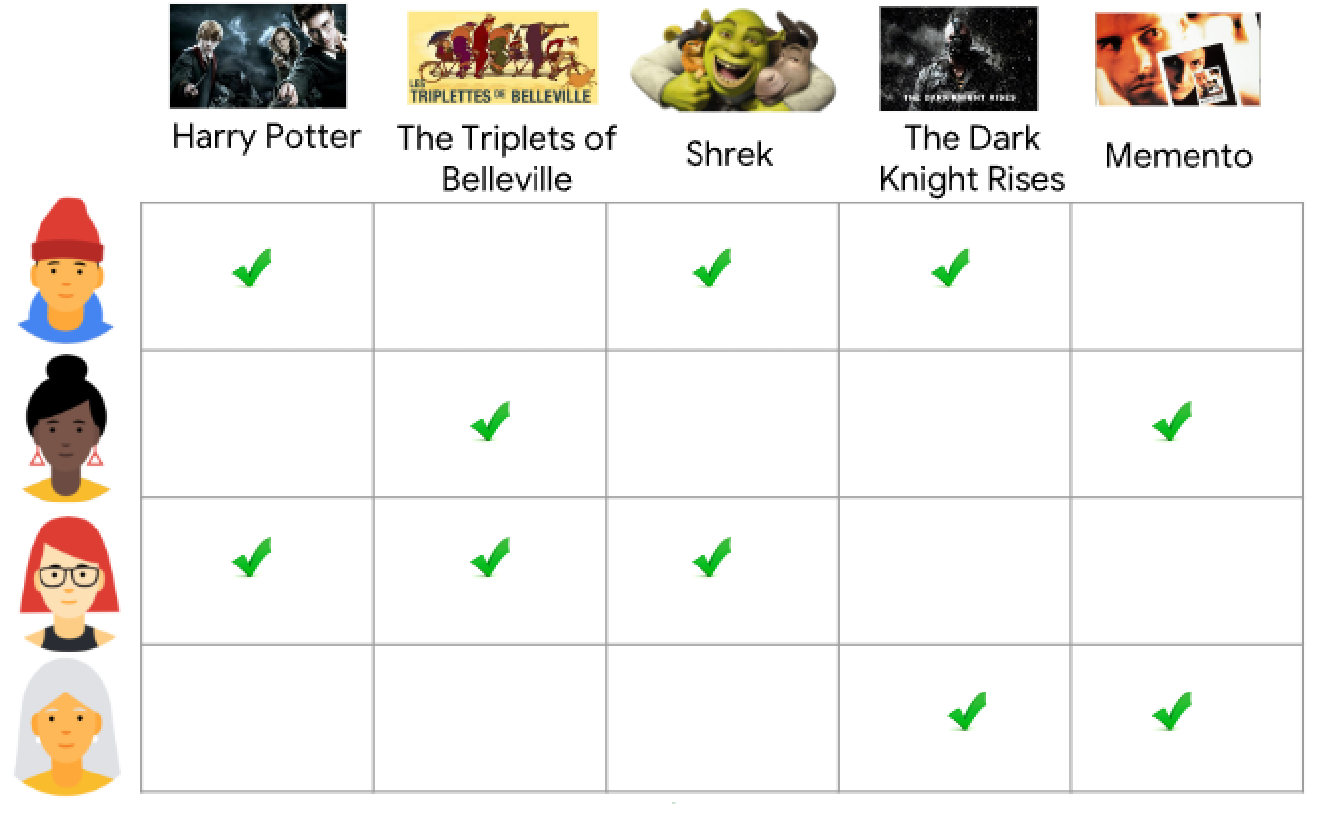 LES
TRIPLETTES DE BELLEVILLE
THE DARK KNIGHT RISES
Harry Potter
The Triplets of
Belleville
Shrek
The Dark
Knight Rises
Memento